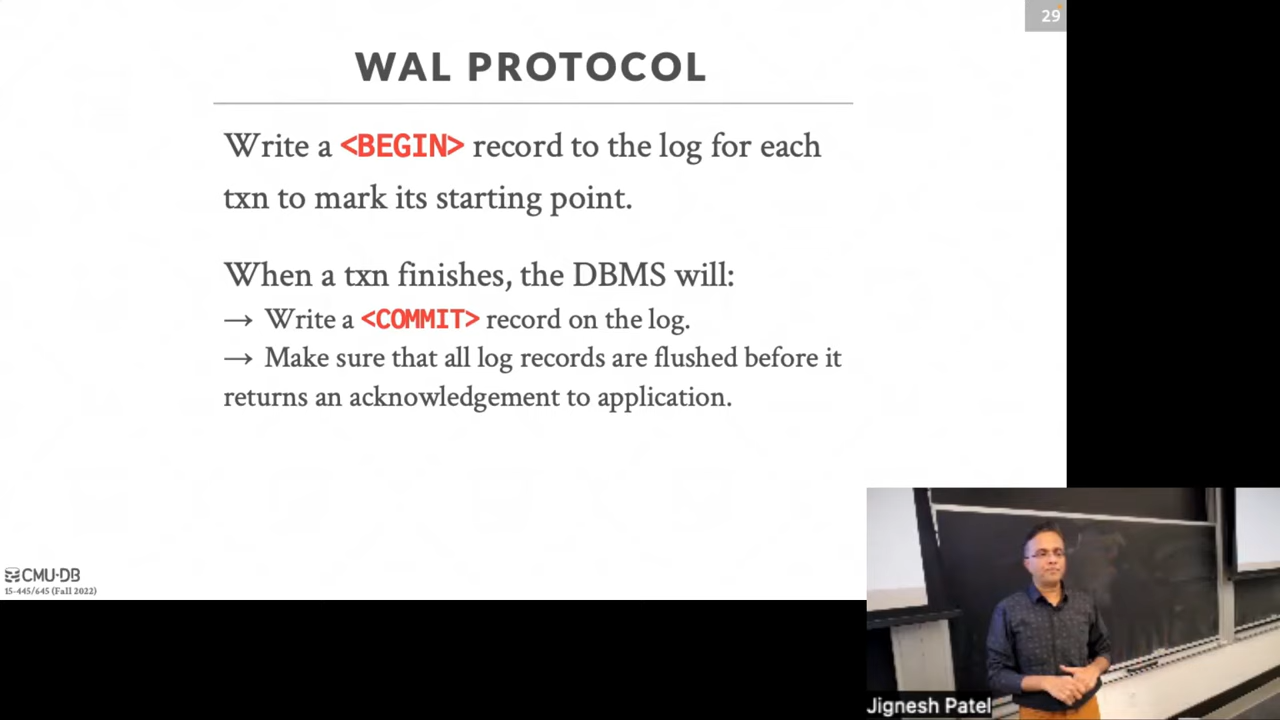 29
WAL PROTOCOL
Write a <BEGIN> record to the log for each
txn to mark its starting point.
When a txn finishes, the DBMS will:
→ Write a <COMMIT> record on the log.
→ Make sure that all log records are flushed before it
returns an acknowledgement to application.
CMU·DB
15-445/645 (Fall 2022)
Jignesh Patel